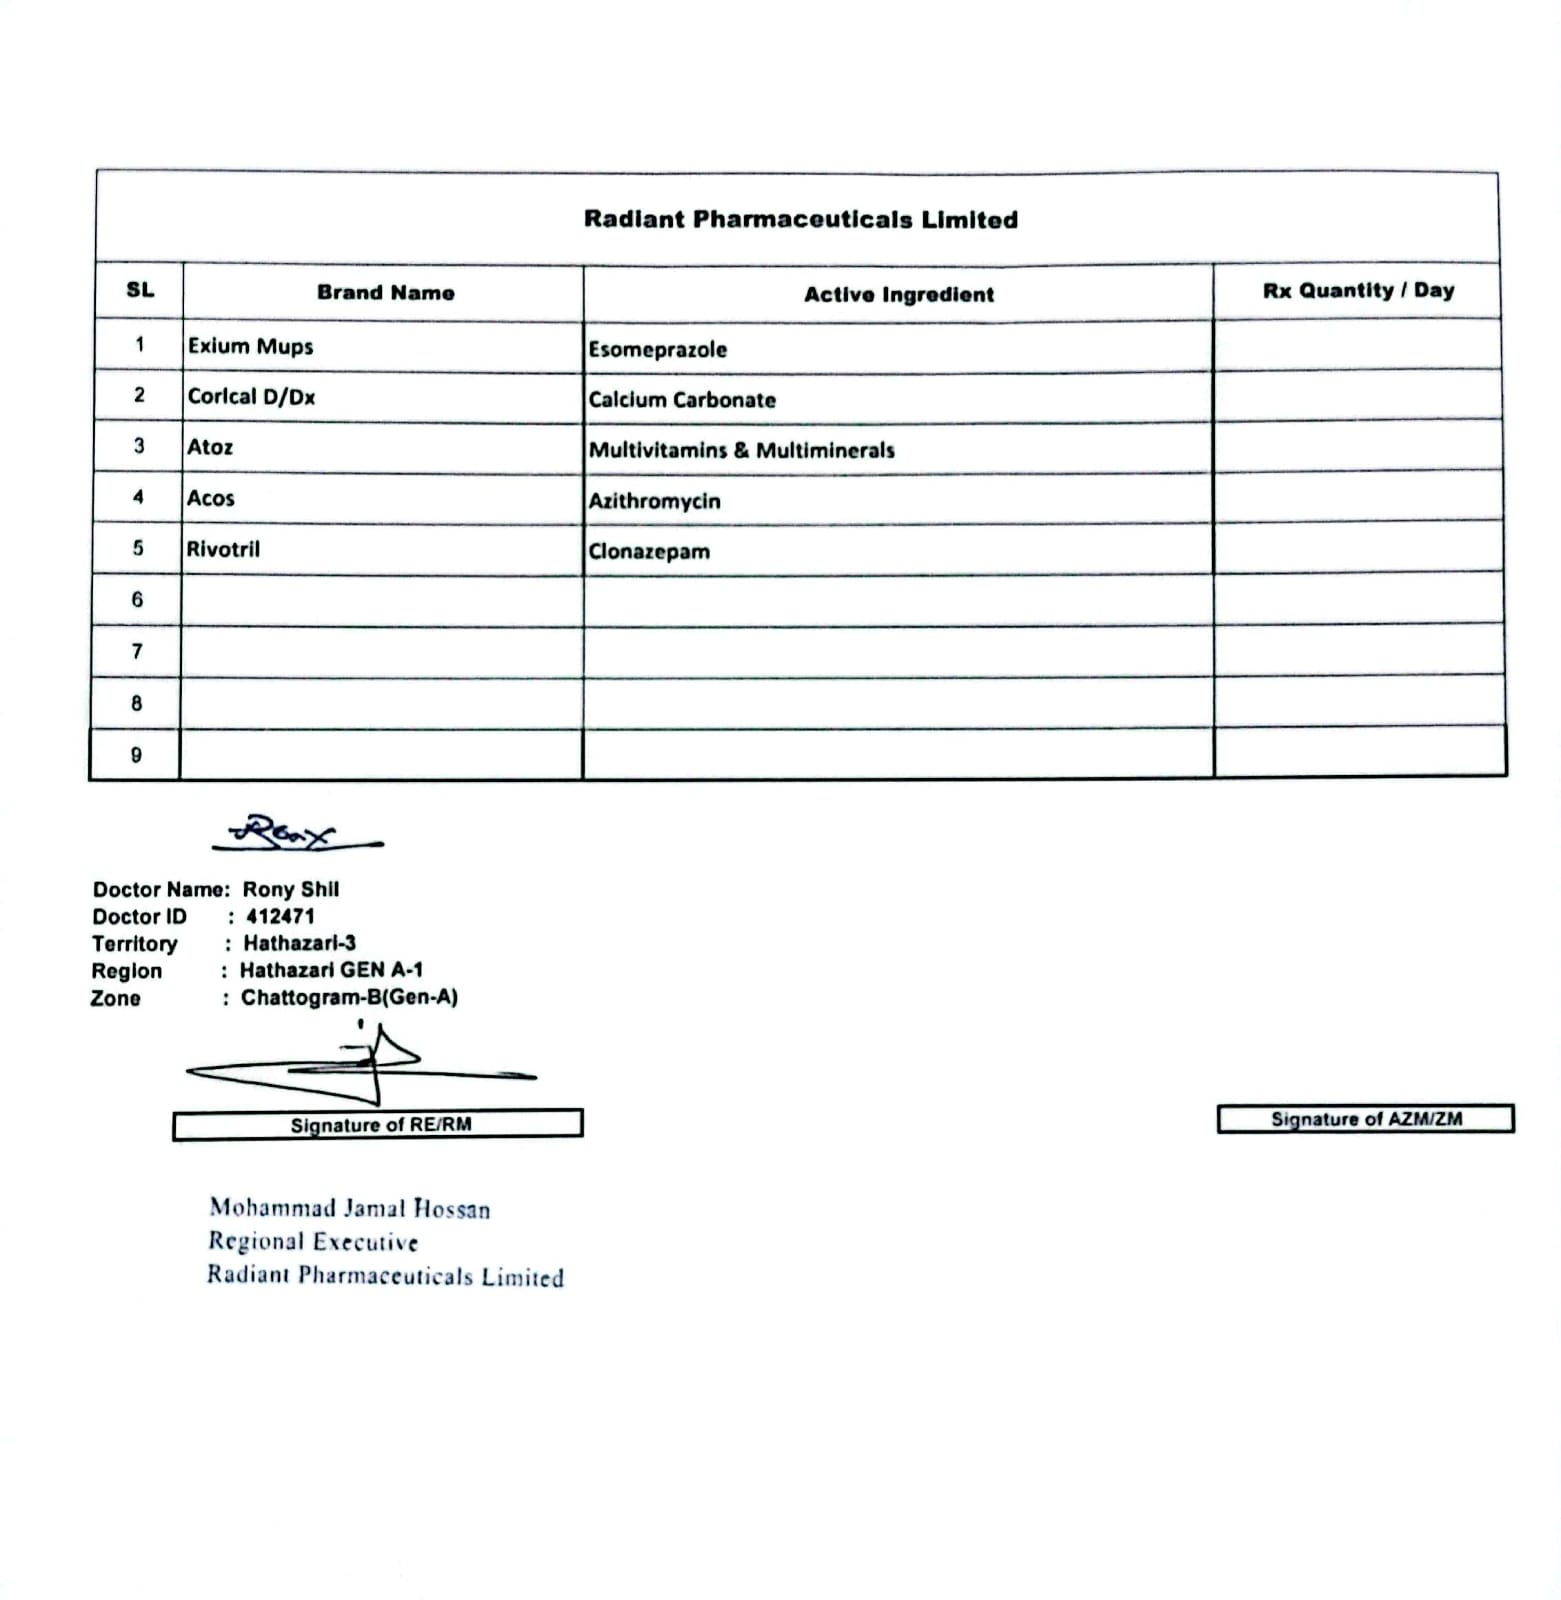 Radiant Pharmaceuticals Limited
SL Brand Name Active Ingredient Rx Quantity / Day
1 Exium Mups Esomeprazole
2 Corical D/Dx Calcium Carbonate
3 Atoz Multivitamins & Multiminerals
4 Acos Azithromycin
5 Rivotril Clonazepam
6
7
8
9
Doctor Name: Rony Shil
Doctor ID : 412471
Territory : Hathazari-3
Region : Hathazari GEN A-1
Zone : Chattogram-B(Gen-A)
Signature of RE/RM Signature of AZM/ZM
Mohammad Jamal Hossan
Regional Executive
Radiant Pharmaceuticals Limited